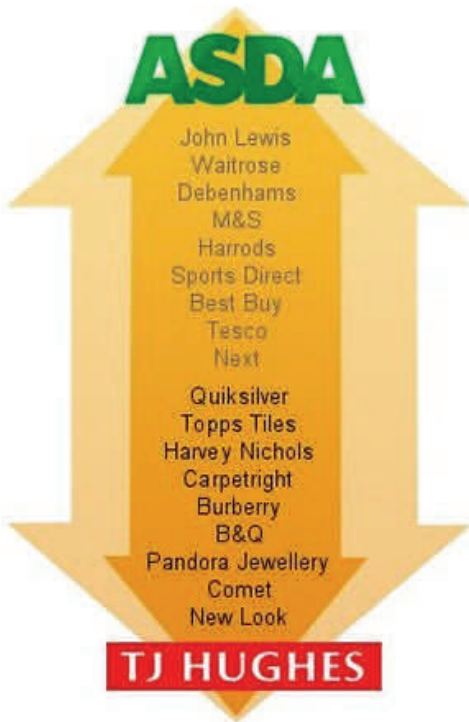 ASDA
John Lewis
Waitrose
Debenhams
M&S
Harrods
Sports Direct
Best Buy
Tesco
Next
Quiksilver
Topps Tiles
Harvey Nichols
Carpetright
Burberry
B&Q
Pandora Jewellery
Comet
New Look
TJ HUGHES